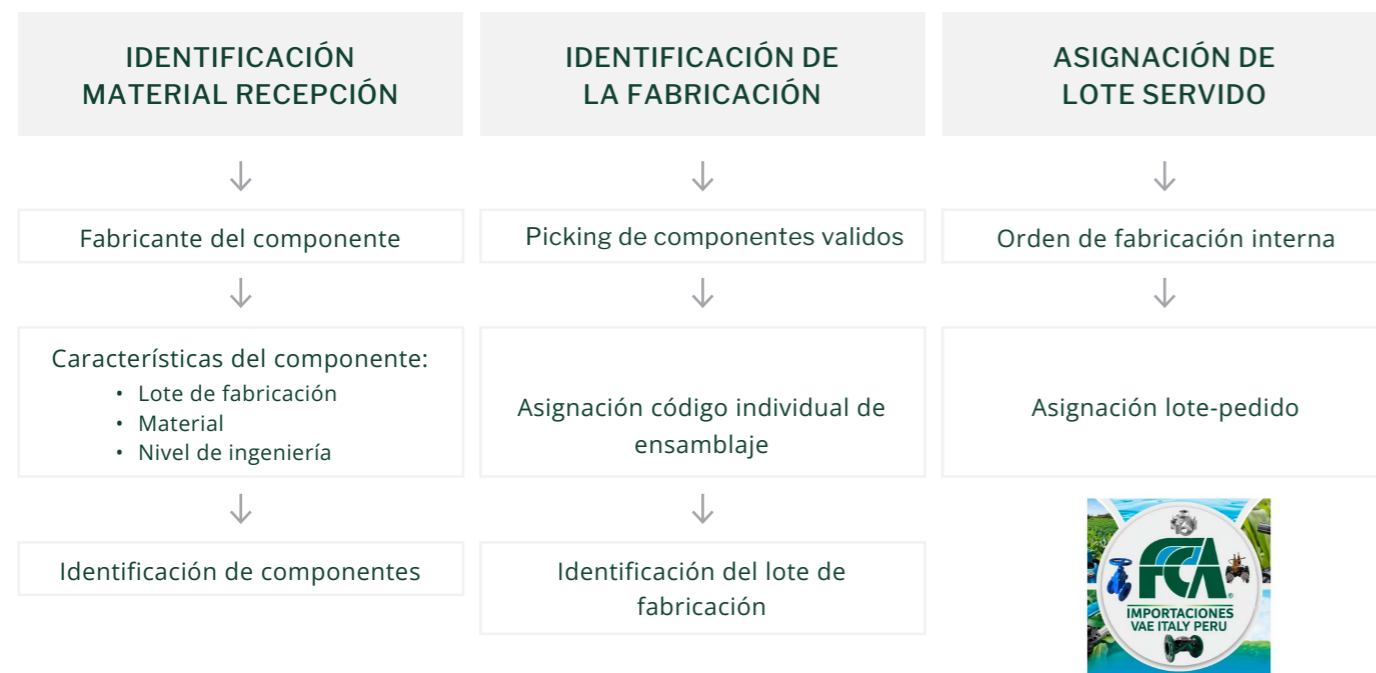 IDENTIFICACIÓN
MATERIAL RECEPCIÓN
Fabricante del componente
Características del componente:
• Lote de fabricación
• Material
• Nivel de ingeniería
Identificación de componentes
IDENTIFICACIÓN DE
LA FABRICACIÓN
Picking de componentes validos
Asignación código individual de
ensamblaje
Identificación del lote de
fabricación
ASIGNACIÓN DE
LOTE SERVIDO
Orden de fabricación interna
Asignación lote-pedido
FCA®
IMPORTACIONES
VAE ITALY PERU